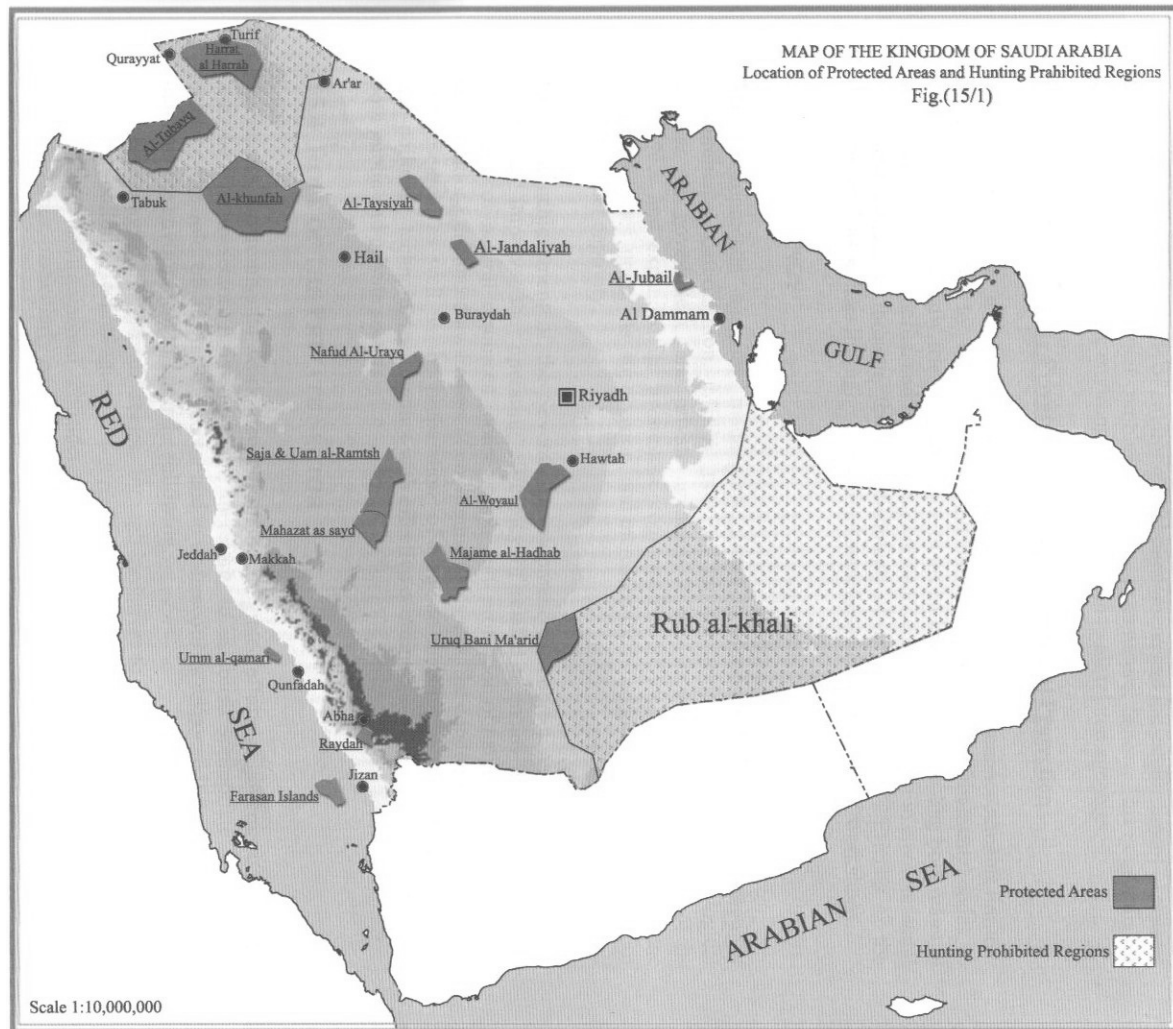 MAP OF THE KINGDOM OF SAUDI ARABIA
Location of Protected Areas and Hunting Prahibited Regions
Fig.(15/1)
Turif
Qurayyat
Harrat
al Harrah
Ar'ar
Al-Tubayq
Tabuk
Al-khunfah
Al-Taysiyah
Hail
Al-Jandaliyah
Al-Jubail
Buraydah
Al Dammam
ARABIAN
GULF
Nafud Al-Urayq
Riyadh
RED
SEA
Saja & Uam al-Ramtsh
Hawtah
Al-Woyaul
Mahazat as sayd
Jeddah
Makkah
Majame al-Hadhab
Rub al-khali
Uruq Bani Ma'arid
Umm al-qamari
Qunfadah
Abha
Raydah
Jizan
Farasan Islands
ARABIAN SEA
Protected Areas
Hunting Prohibited Regions
Scale 1:10,000,000